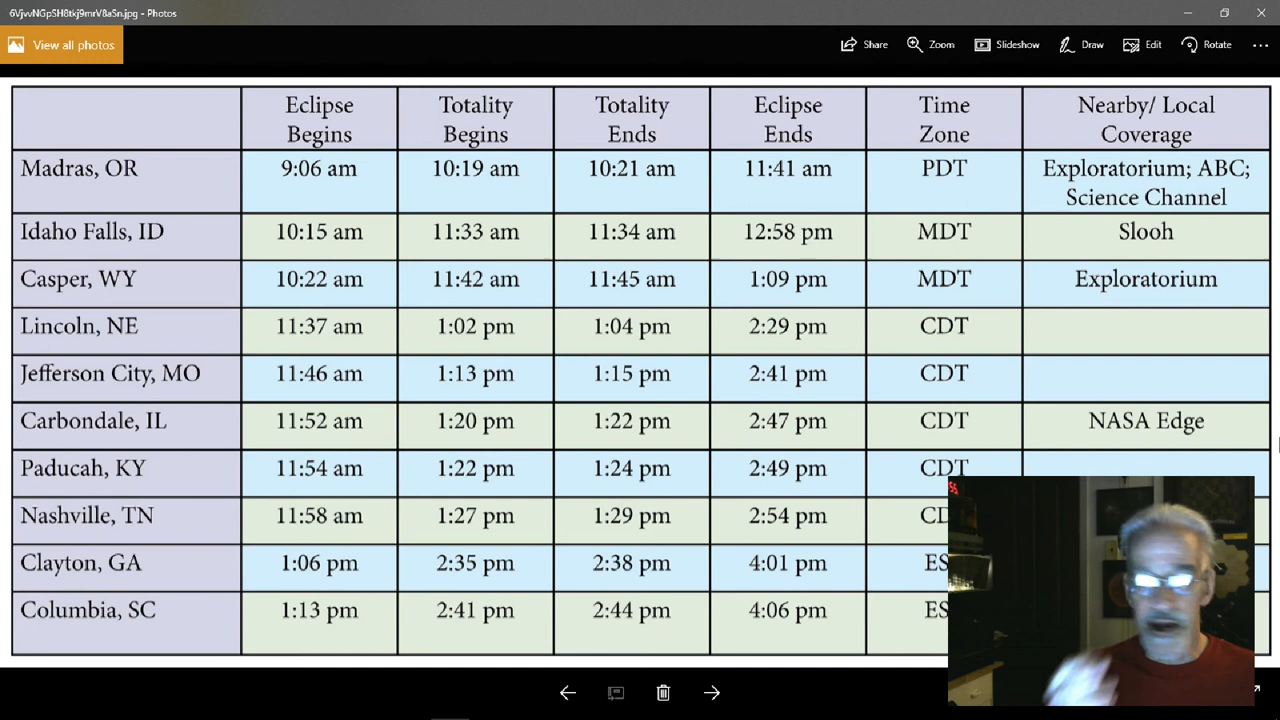 6VjvvNGpSH8tkj9mrV8aSn.jpg - Photos
View all photos
Share
Zoom
Slideshow
Draw
Edit
Rotate
Eclipse Begins
Totality Begins
Totality Ends
Eclipse Ends
Time Zone
Nearby/ Local Coverage
Madras, OR 9:06 am 10:19 am 10:21 am 11:41 am PDT Exploratorium; ABC; Science Channel
Idaho Falls, ID 10:15 am 11:33 am 11:34 am 12:58 pm MDT Slooh
Casper, WY 10:22 am 11:42 am 11:45 am 1:09 pm MDT Exploratorium
Lincoln, NE 11:37 am 1:02 pm 1:04 pm 2:29 pm CDT
Jefferson City, MO 11:46 am 1:13 pm 1:15 pm 2:41 pm CDT
Carbondale, IL 11:52 am 1:20 pm 1:22 pm 2:47 pm CDT NASA Edge
Paducah, KY 11:54 am 1:22 pm 1:24 pm 2:49 pm CDT
Nashville, TN 11:58 am 1:27 pm 1:29 pm 2:54 pm CD
Clayton, GA 1:06 pm 2:35 pm 2:38 pm 4:01 pm ES
Columbia, SC 1:13 pm 2:41 pm 2:44 pm 4:06 pm ES
55